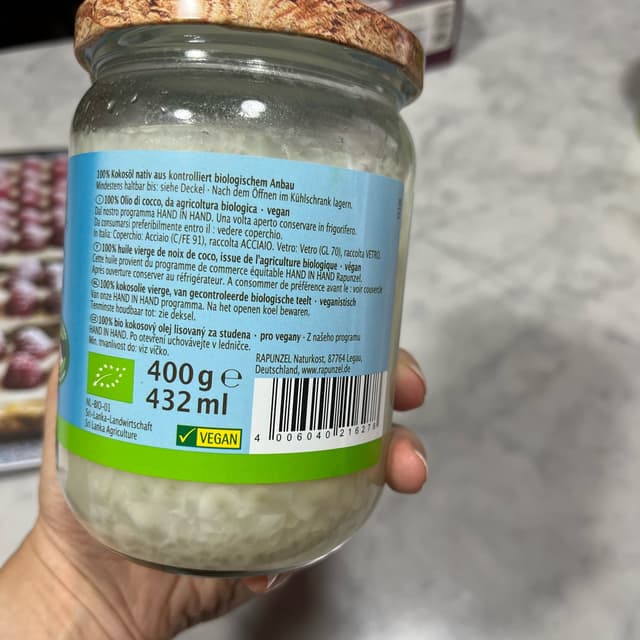 100% Kokosöl nativ aus kontrolliert biologischem Anbau
Mindestens haltbar bis: siehe Deckel · Nach dem Öffnen im Kühlschrank lagern.
100% Olio di cocco, da agricoltura biologica · vegan
Dal nostro programma HAND IN HAND. Una volta aperto conservare in frigorifero.
Da consumarsi preferibilmente entro il : vedere coperchio.
In Italia: Coperchio: Acciaio (C/FE 91), raccolta ACCIAIO. Vetro: Vetro (GL 70), raccolta VETRO.
100% huile vierge de noix de coco, issue de l'agriculture biologique · végan
Cette huile provient du programme de commerce équitable HAND IN HAND Rapunzel.
Après ouverture conserver au réfrigérateur. A consommer de préférence avant le : voir couvercle
100% kokosolie vierge, van gecontroleerde biologische teelt · veganistisch
Van onze HAND IN HAND programma. Na het openen koel bewaren.
Tenminste houdbaar tot: zie deksel.
100% bio kokosový olej lisovaný za studena · pro vegany · Z našeho programu
HAND IN HAND. Po otevření uchovávejte v ledničce.
Min. trvanlivost do: viz víčko.
RAPUNZEL Naturkost, 87764 Legau,
Deutschland, www.rapunzel.de
400 g e
432 ml
NL-BIO-01
Sri-Lanka-Landwirtschaft
Sri Lanka Agriculture
VEGAN
4 006040 216278